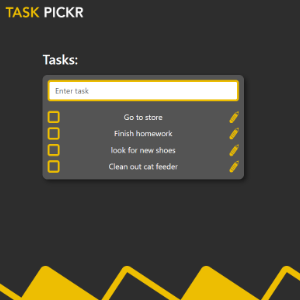 TASK PICKR
Tasks:
Enter task
Go to store
Finish homework
look for new shoes
Clean out cat feeder